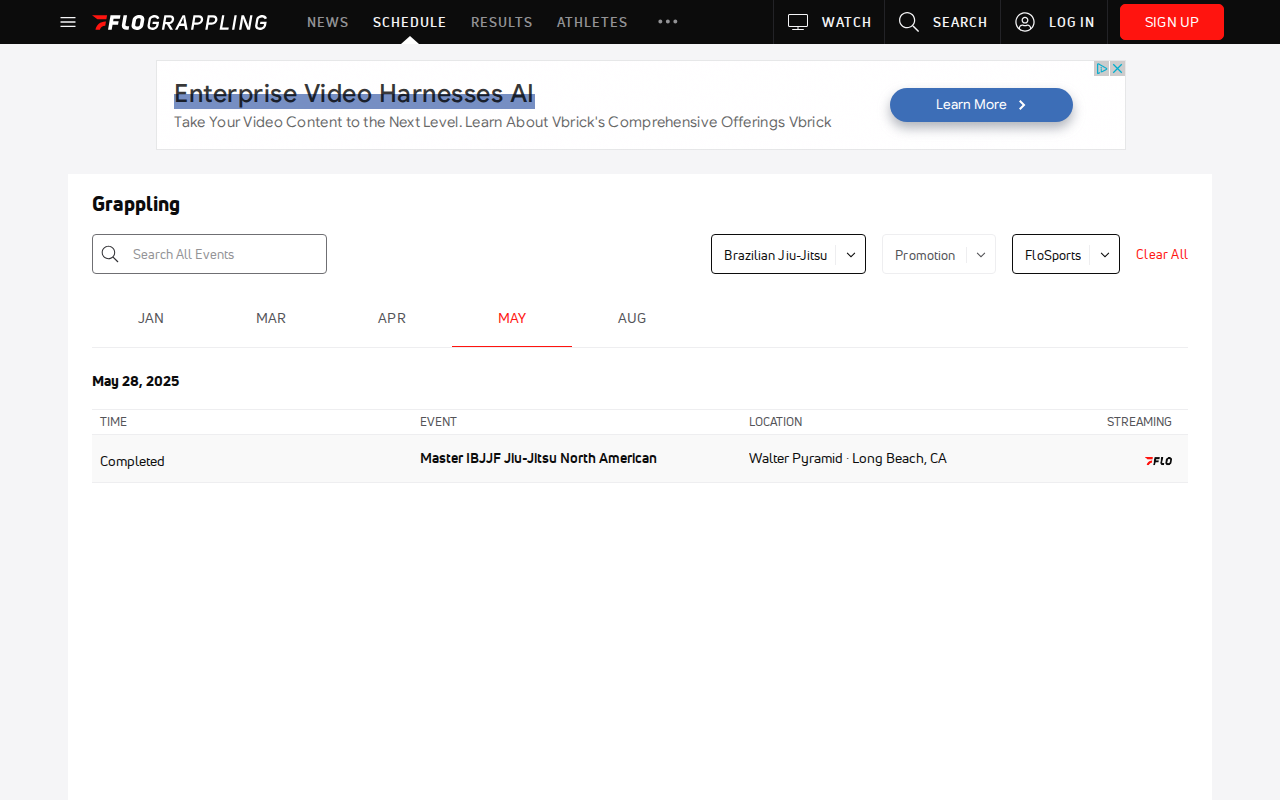 FLOGRAPPLING NEWS SCHEDULE RESULTS ATHLETES WATCH SEARCH LOG IN SIGN UP
Enterprise Video Harnesses AI
Take Your Video Content to the Next Level. Learn About Vbrick's Comprehensive Offerings Vbrick
Learn More
Grappling
Search All Events
Brazilian Jiu-Jitsu
Promotion
FloSports
Clear All
JAN MAR APR MAY AUG
May 28, 2025
TIME EVENT LOCATION STREAMING
Completed Master IBJJF Jiu-Jitsu North American Walter Pyramid · Long Beach, CA FLO